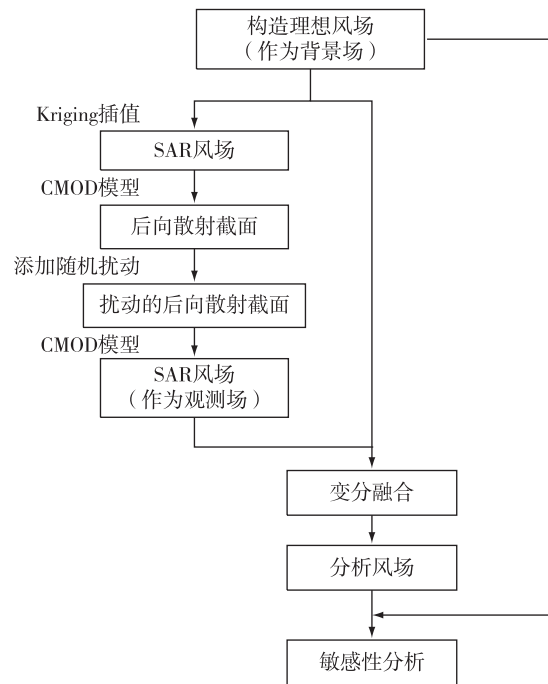 构造理想风场
（作为背景场）
Kriging插值
SAR风场
CMOD模型
后向散射截面
添加随机扰动
扰动的后向散射截面
CMOD模型
SAR风场
（作为观测场）
变分融合
分析风场
敏感性分析